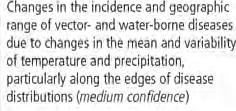 Changes in the incidence and geographic
range of vector- and water-borne diseases
due to changes in the mean and variability
of temperature and precipitation,
particularly along the edges of disease
distributions (medium confidence)